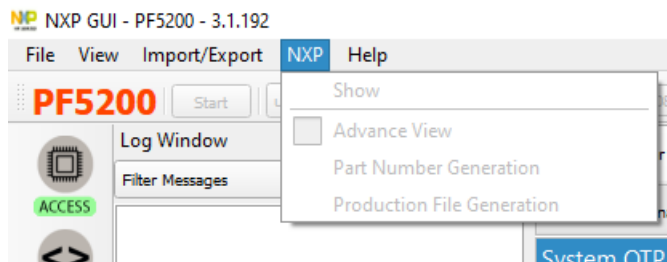 NXP GUI - PF5200 - 3.1.192
File View Import/Export NXP Help
PF5200 Start
Show
Advance View
Part Number Generation
Production File Generation
ACCESS
Log Window
Filter Messages
System OTP